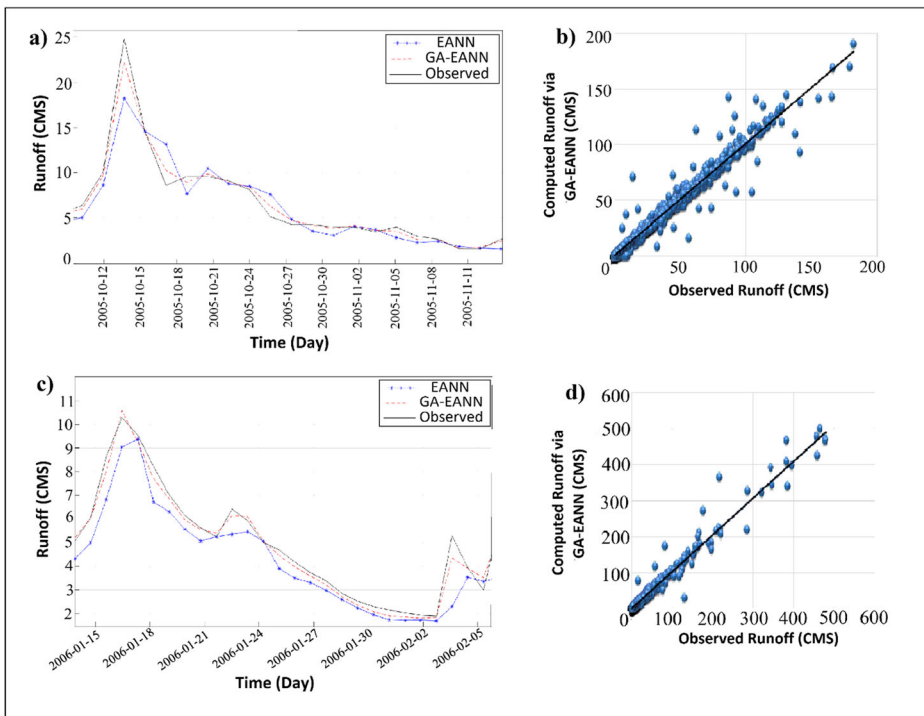 a)
25
20
15
10
5
0
Runoff (CMS)
EANN
GA-EANN
Observed
2005-10-12
2005-10-15
2005-10-18
2005-10-21
2005-10-24
2005-10-27
2005-10-30
2005-11-02
2005-11-05
2005-11-08
2005-11-11
Time (Day)
b)
200
150
100
50
0
Computed Runoff via
GA-EANN (CMS)
0
50
100
150
200
Observed Runoff (CMS)
c)
11
10
9
8
7
6
5
4
3
2
Runoff (CMS)
EANN
GA-EANN
Observed
2006-01-15
2006-01-18
2006-01-21
2006-01-24
2006-01-27
2006-01-30
2006-02-02
2006-02-05
Time (Day)
d)
600
500
400
300
200
100
0
Computed Runoff via
GA-EANN (CMS)
0
100
200
300
400
500
600
Observed Runoff (CMS)